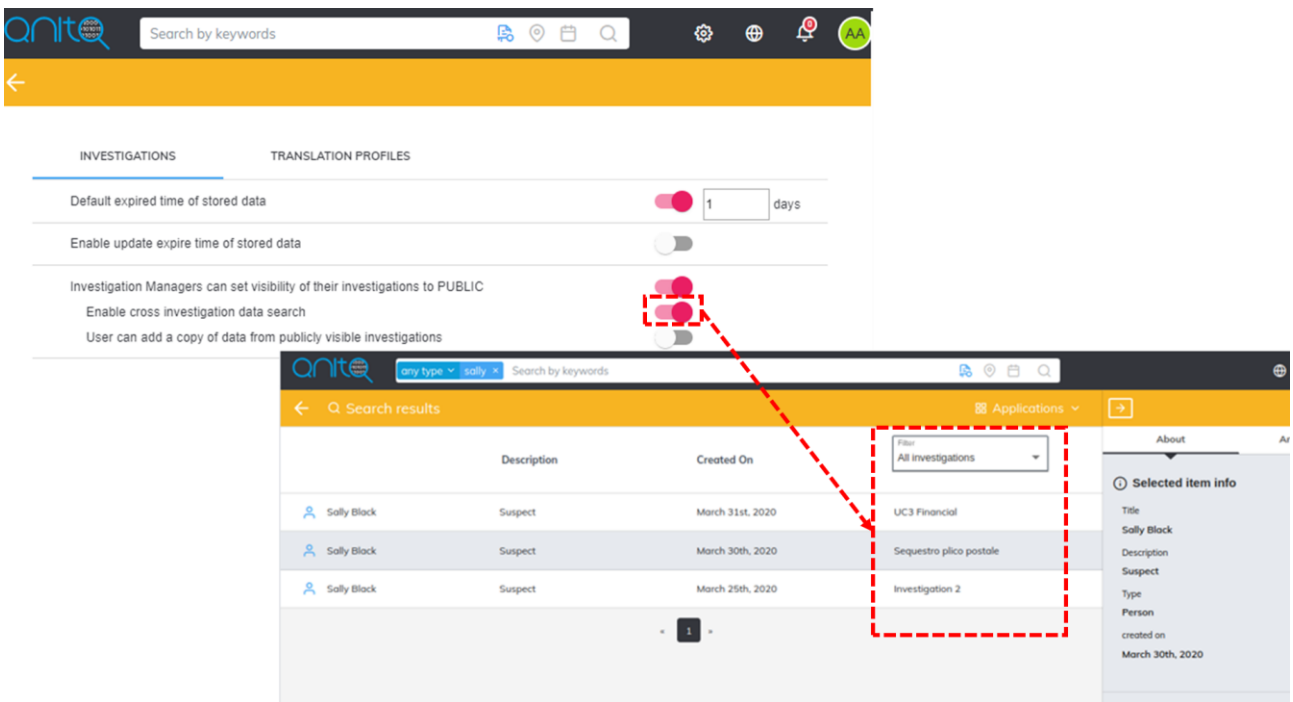 anita
Search by keywords
AA
INVESTIGATIONS TRANSLATION PROFILES
Default expired time of stored data 1 days
Enable update expire time of stored data
Investigation Managers can set visibility of their investigations to PUBLIC
Enable cross investigation data search
User can add a copy of data from publicly visible investigations
anita any type sally × Search by keywords
Search results Applications
Filter
Description Created On All investigations
Sally Black Suspect March 31st, 2020 UC3 Financial
Sally Black Suspect March 30th, 2020 Sequestro plico postale
Sally Black Suspect March 25th, 2020 Investigation 2
« 1 »
About Ar
Selected item info
Title
Sally Black
Description
Suspect
Type
Person
created on
March 30th, 2020